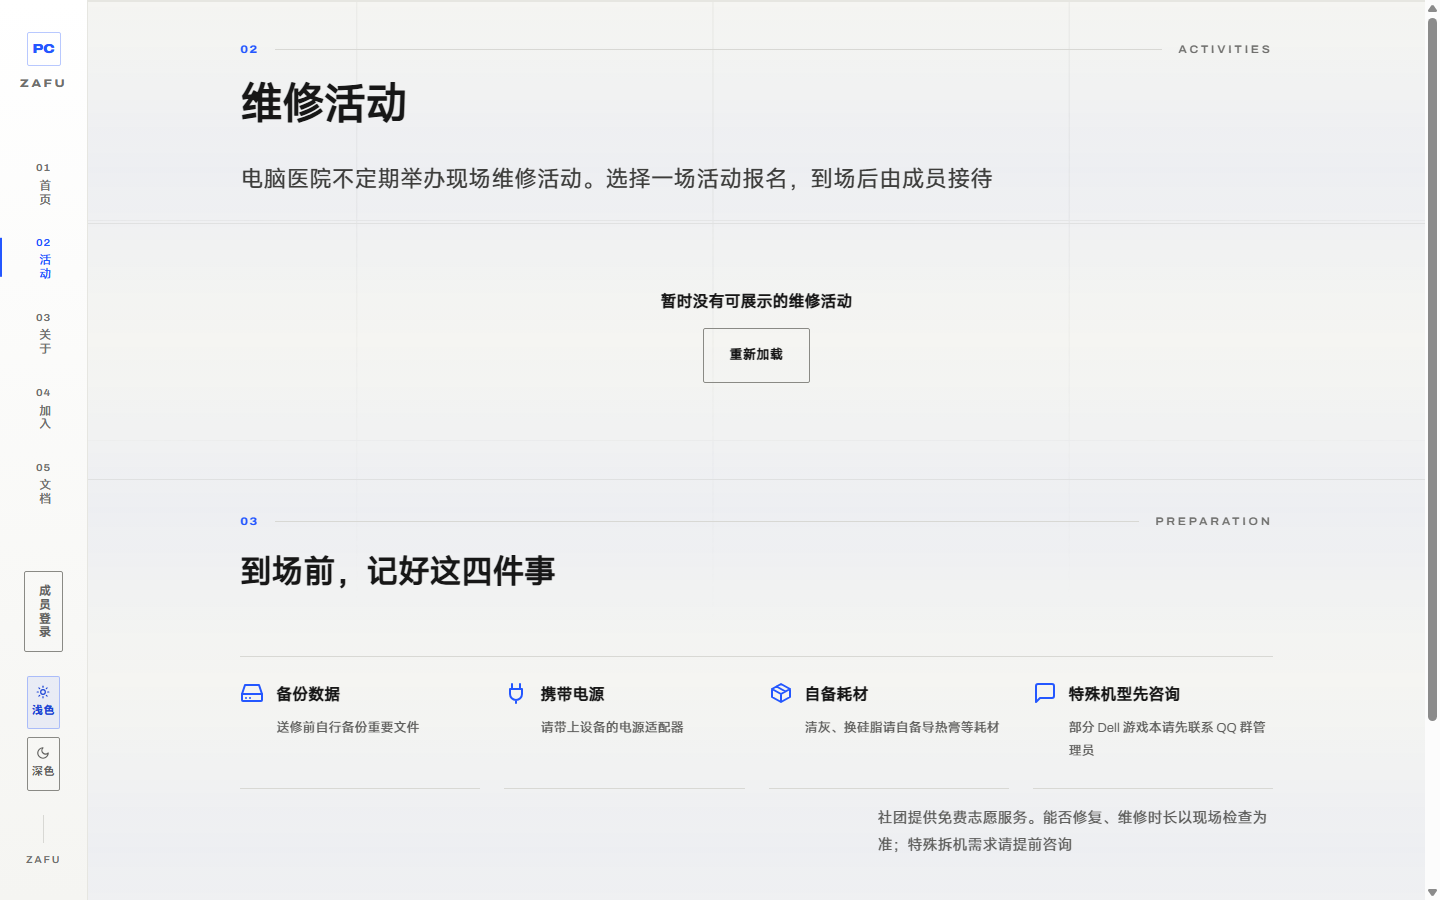 PC
ZAFU
01
首页
02
活动
03
关于
04
加入
05
文档
成员登录
浅色
深色
ZAFU
02
ACTIVITIES
维修活动
电脑医院不定期举办现场维修活动。选择一场活动报名，到场后由成员接待
暂时没有可展示的维修活动
重新加载
03
PREPARATION
到场前，记好这四件事
备份数据
送修前自行备份重要文件
携带电源
请带上设备的电源适配器
自备耗材
清灰、换硅脂请自备导热膏等耗材
特殊机型先咨询
部分 Dell 游戏本请先联系 QQ 群管
理员
社团提供免费志愿服务。能否修复、维修时长以现场检查为
准；特殊拆机需求请提前咨询